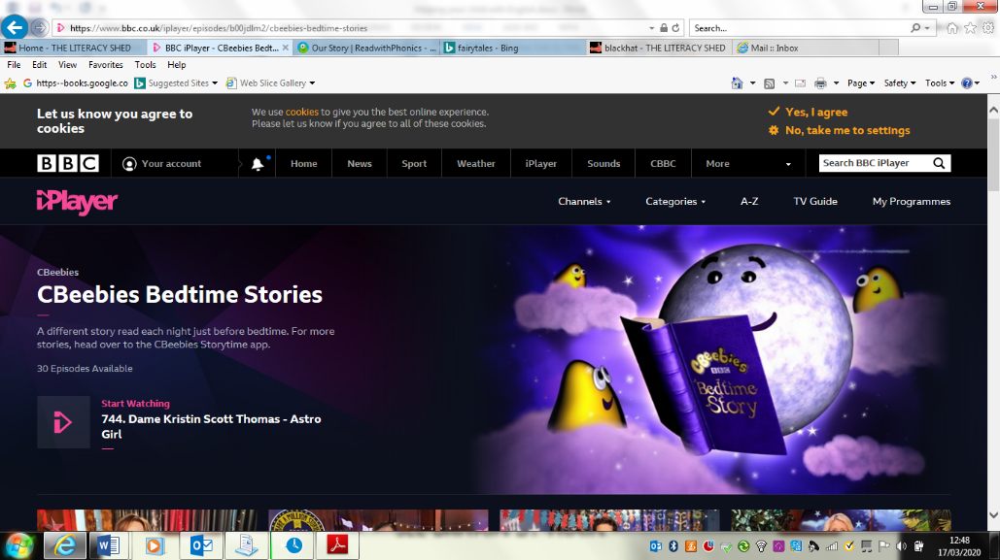 https://www.bbc.co.uk/iplayer/episodes/b00jdlm2/cbeebies-bedtime-stories
Search...
Home - THE LITERACY SHED
BBC iPlayer - CBeebies Bedt...
Our Story | ReadwithPhonics - ...
fairytales - Bing
blackhat - THE LITERACY SHED
Mail :: Inbox
File Edit View Favorites Tools Help
https--books.google.co
Suggested Sites
Web Slice Gallery
Page Safety Tools
Let us know you agree to
cookies
We use cookies to give you the best online experience.
Please let us know if you agree to all of these cookies.
Yes, I agree
No, take me to settings
BBC
Your account
Home News Sport Weather iPlayer Sounds CBBC More
Search BBC iPlayer
iPlayer
Channels Categories A-Z TV Guide My Programmes
CBeebies
CBeebies Bedtime Stories
A different story read each night just before bedtime. For more
stories, head over to the CBeebies Storytime app.
30 Episodes Available
Start Watching
744. Dame Kristin Scott Thomas - Astro
Girl
CBeebies
BBC
Bedtime
Story
12:48
17/03/2020